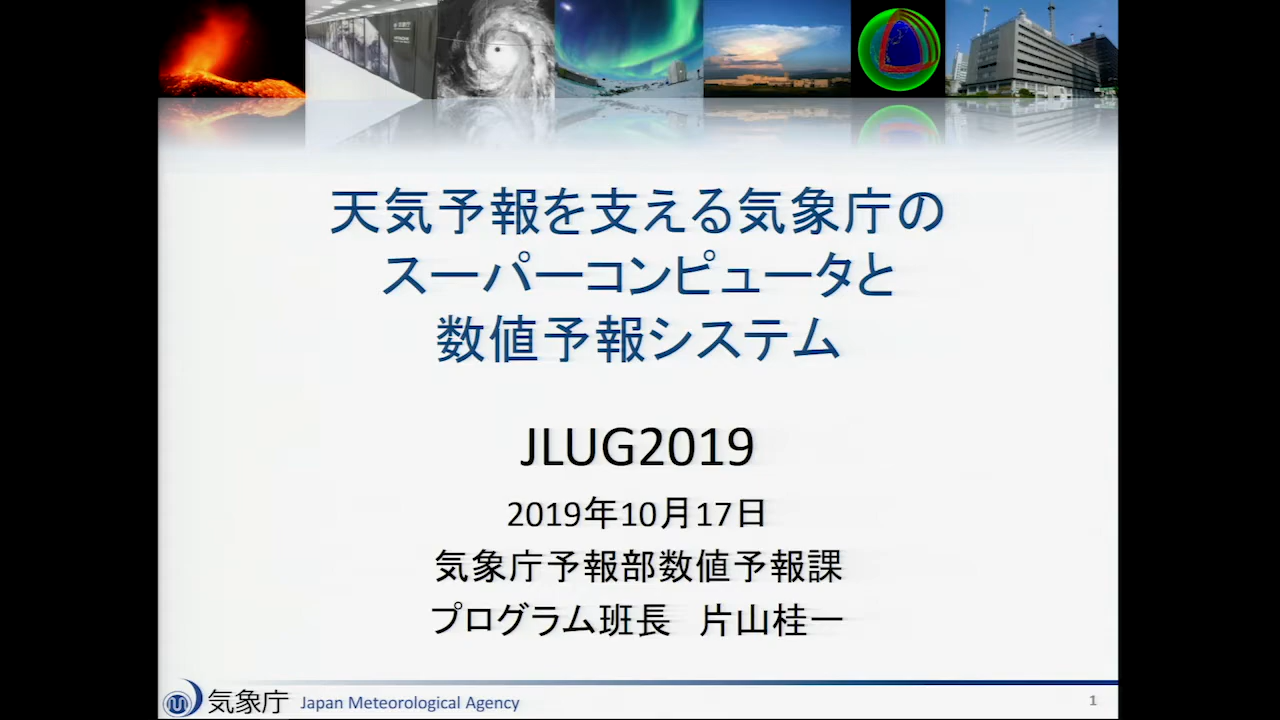 天気予報を支える気象庁の
スーパーコンピュータと
数値予報システム
JLUG2019
2019年10月17日
気象庁予報部数値予報課
プログラム班長　片山桂一
気象庁 Japan Meteorological Agency
1